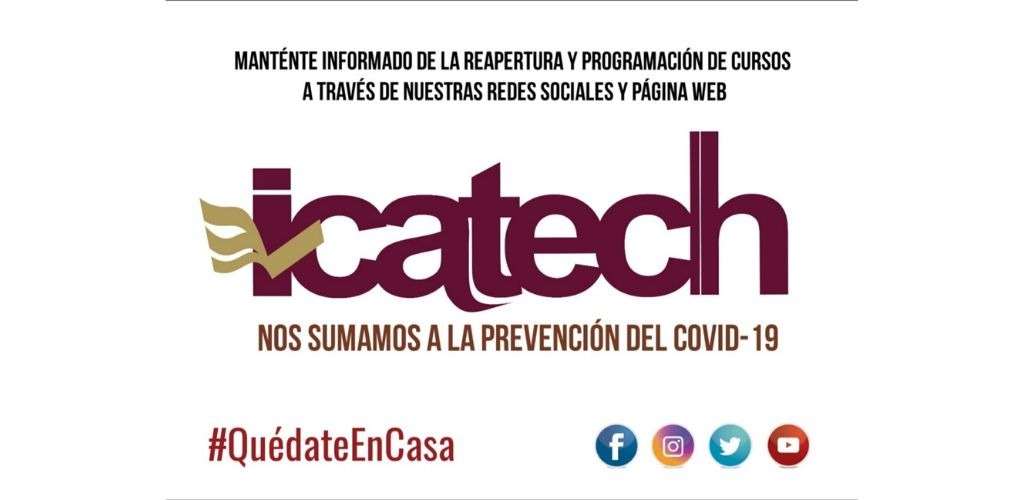 MANTÉNTE INFORMADO DE LA REAPERTURA Y PROGRAMACIÓN DE CURSOS
A TRAVÉS DE NUESTRAS REDES SOCIALES Y PÁGINA WEB
icatech
NOS SUMAMOS A LA PREVENCIÓN DEL COVID-19
#QuédateEnCasa